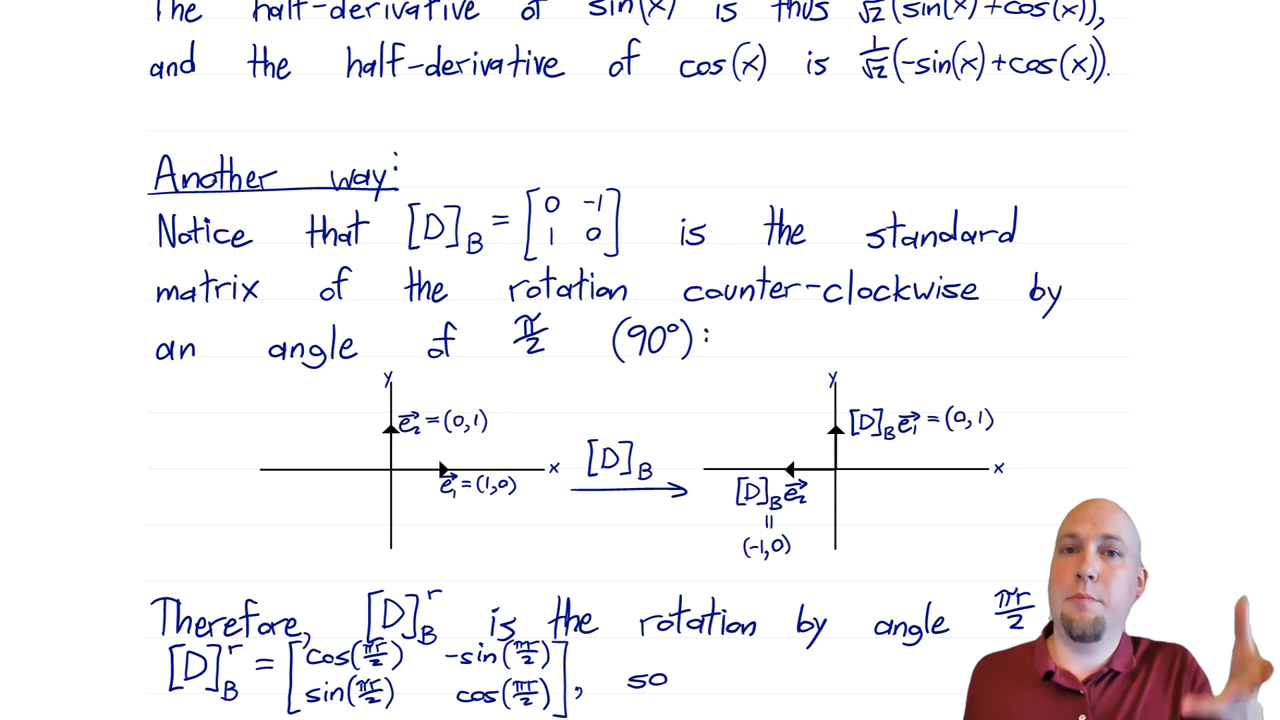 The half-derivative of sin(x) is thus 1/√2 (sin(x)+cos(x)),
and the half-derivative of cos(x) is 1/√2 (-sin(x)+cos(x)).
Another way:
Notice that [D]_B = [0 -1; 1 0] is the standard
matrix of the rotation counter-clockwise by
an angle of π/2 (90°):
y
e₂⃗ = (0,1)
x
e₁⃗ = (1,0)
[D]_B
y
[D]_B e₁⃗ = (0,1)
x
[D]_B e₂⃗
=
(-1,0)
Therefore, [D]_B^r is the rotation by angle πr/2
[D]_B^r = [cos(πr/2) -sin(πr/2); sin(πr/2) cos(πr/2)], so